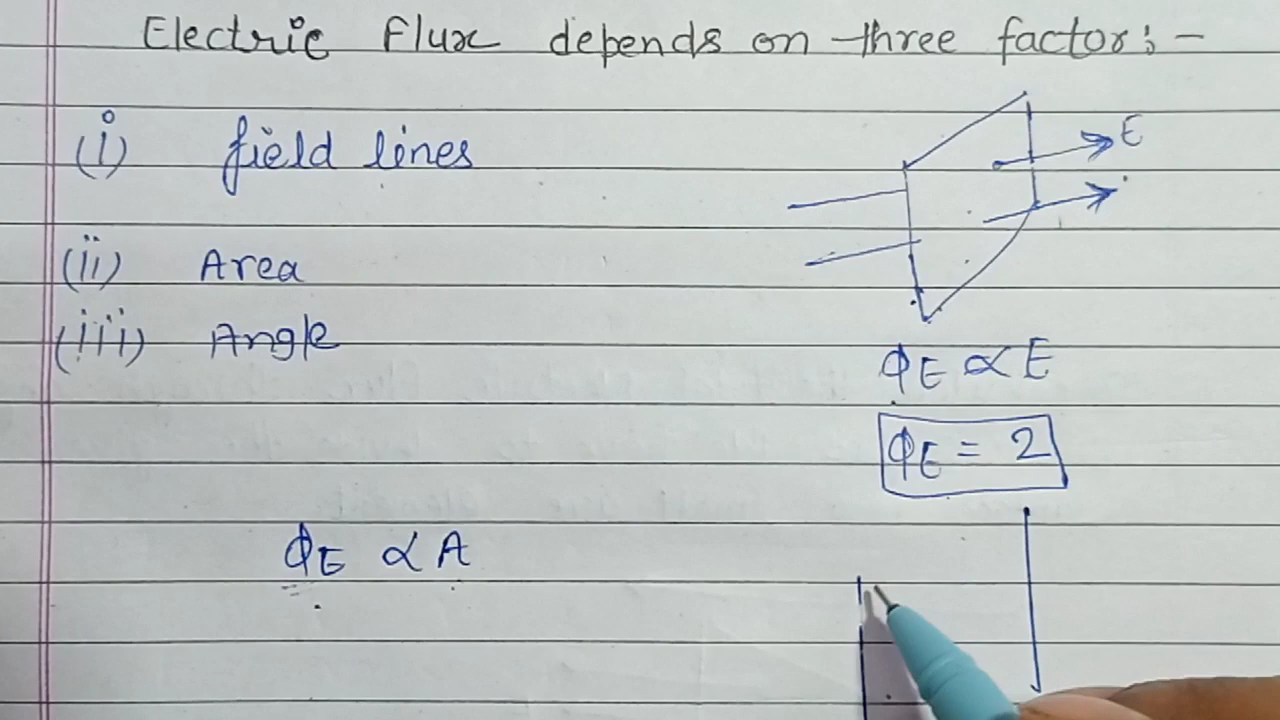 Electric Flux depends on three factor:-
(i) field lines
E
(ii) Area
(iii) Angle
ΦE ∝ E
ΦE = 2
ΦE ∝ A